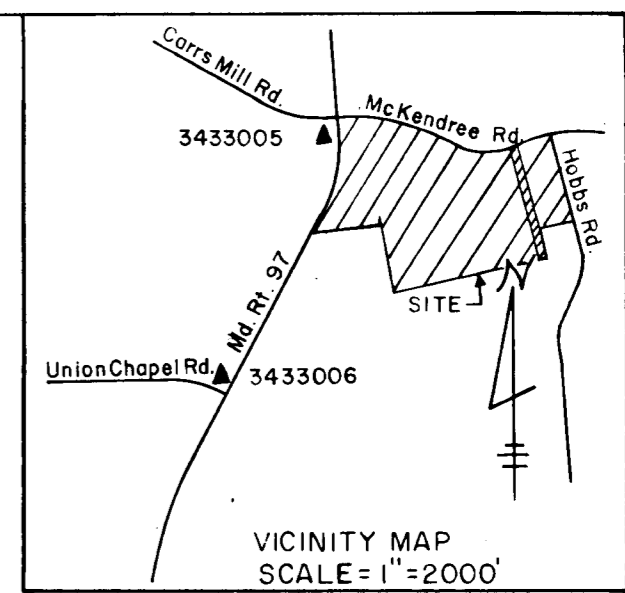 Carrs Mill Rd.
McKendree Rd.
3433005
Hobbs Rd.
Md. Rt. 97
SITE
N
Union Chapel Rd.
3433006
VICINITY MAP
SCALE = 1" = 2000'